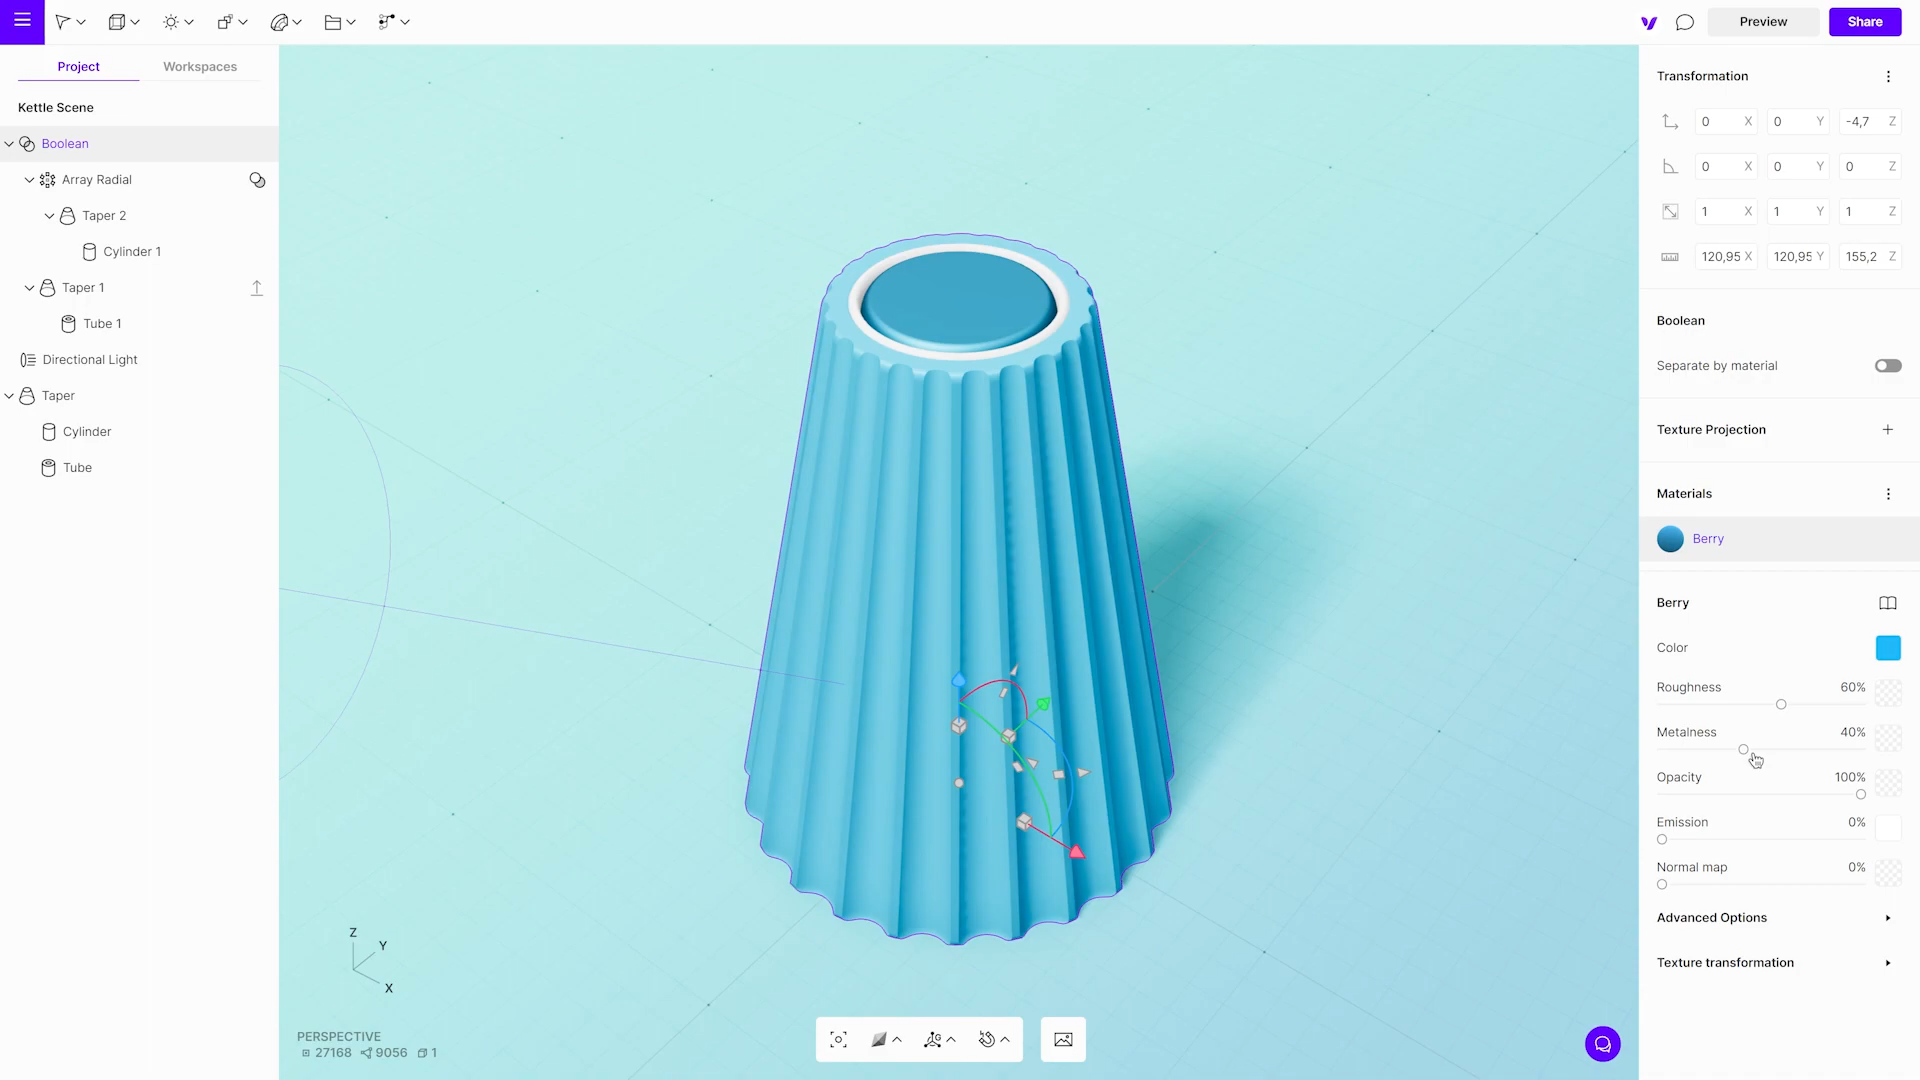 Preview
Share
Project
Workspaces
Kettle Scene
Boolean
Array Radial
Taper 2
Cylinder 1
Taper 1
Tube 1
Directional Light
Taper
Cylinder
Tube
Z
Y
X
PERSPECTIVE
27168 9056 1
Transformation
0 X 0 Y -4,7 Z
0 X 0 Y 0 Z
1 X 1 Y 1 Z
120,95 X 120,95 Y 155,2 Z
Boolean
Separate by material
Texture Projection
Materials
Berry
Berry
Color
Roughness 60%
Metalness 40%
Opacity 100%
Emission 0%
Normal map 0%
Advanced Options
Texture transformation